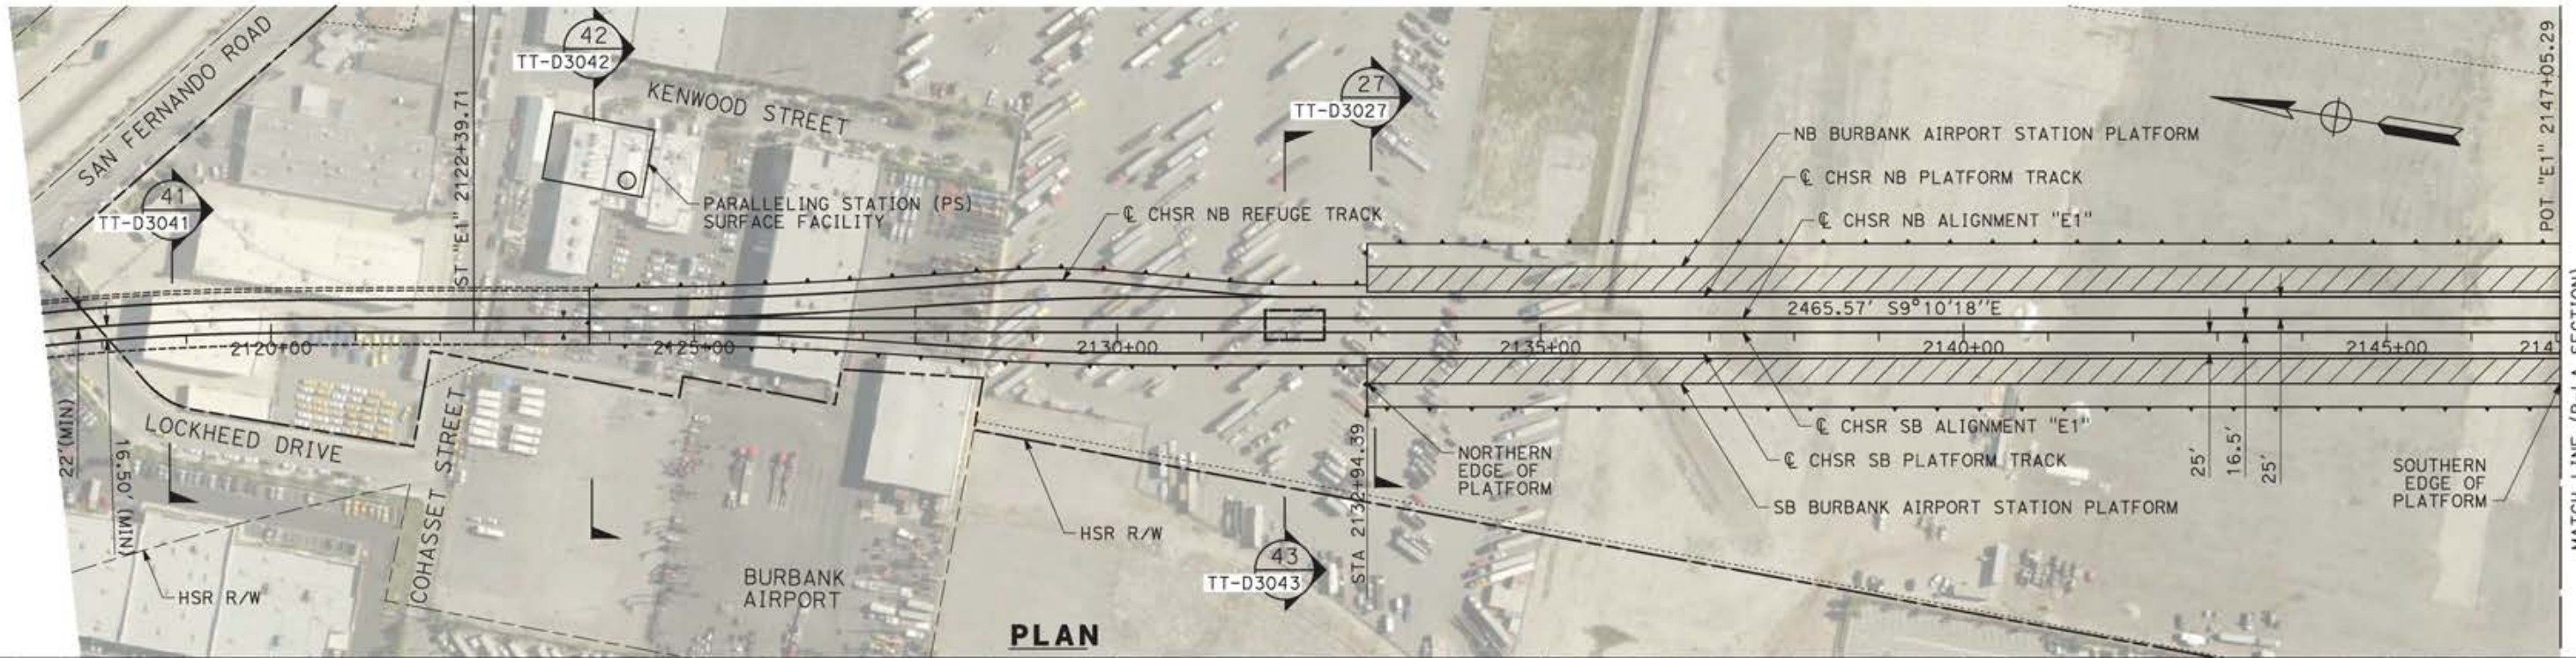 SAN FERNANDO ROAD
41
TT-D3041
ST "E1" 2122+39.71
42
TT-D3042
KENWOOD STREET
PARALLELING STATION (PS)
SURFACE FACILITY
℄ CHSR NB REFUGE TRACK
27
TT-D3027
NB BURBANK AIRPORT STATION PLATFORM
℄ CHSR NB PLATFORM TRACK
℄ CHSR NB ALIGNMENT "E1"
POT "E1" 2147+05.29
2465.57' S9°10'18''E
2120+00
2125+00
2130+00
2135+00
2140+00
2145+00
214
22'(MIN)
16.50' (MIN)
LOCKHEED DRIVE
COHASSET STREET
HSR R/W
BURBANK
AIRPORT
HSR R/W
43
TT-D3043
STA 2132+94.39
NORTHERN
EDGE OF
PLATFORM
℄ CHSR SB ALIGNMENT "E1"
℄ CHSR SB PLATFORM TRACK
SB BURBANK AIRPORT STATION PLATFORM
25'
16.5'
25'
SOUTHERN
EDGE OF
PLATFORM
PLAN